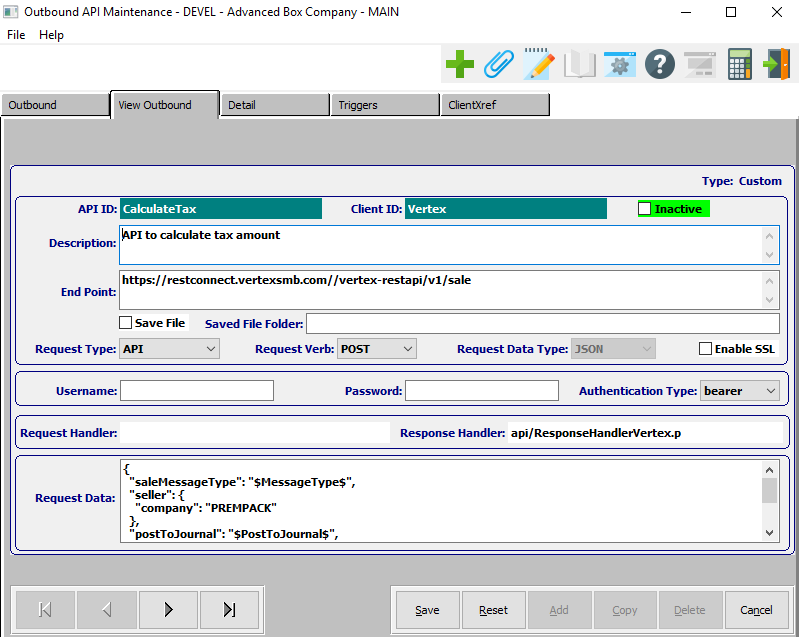 Outbound API Maintenance - DEVEL - Advanced Box Company - MAIN
File Help
Outbound View Outbound Detail Triggers ClientXref
Type: Custom
API ID: CalculateTax Client ID: Vertex Inactive
Description: API to calculate tax amount
End Point: https://restconnect.vertexsmb.com//vertex-restapi/v1/sale
Save File Saved File Folder:
Request Type: API Request Verb: POST Request Data Type: JSON Enable SSL
Username: Password: Authentication Type: bearer
Request Handler: Response Handler: api/ResponseHandlerVertex.p
Request Data: {
"saleMessageType": "$MessageType$",
"seller": {
"company": "PREMPACK"
},
"postToJournal": "$PostToJournal$",
Save Reset Add Copy Delete Cancel